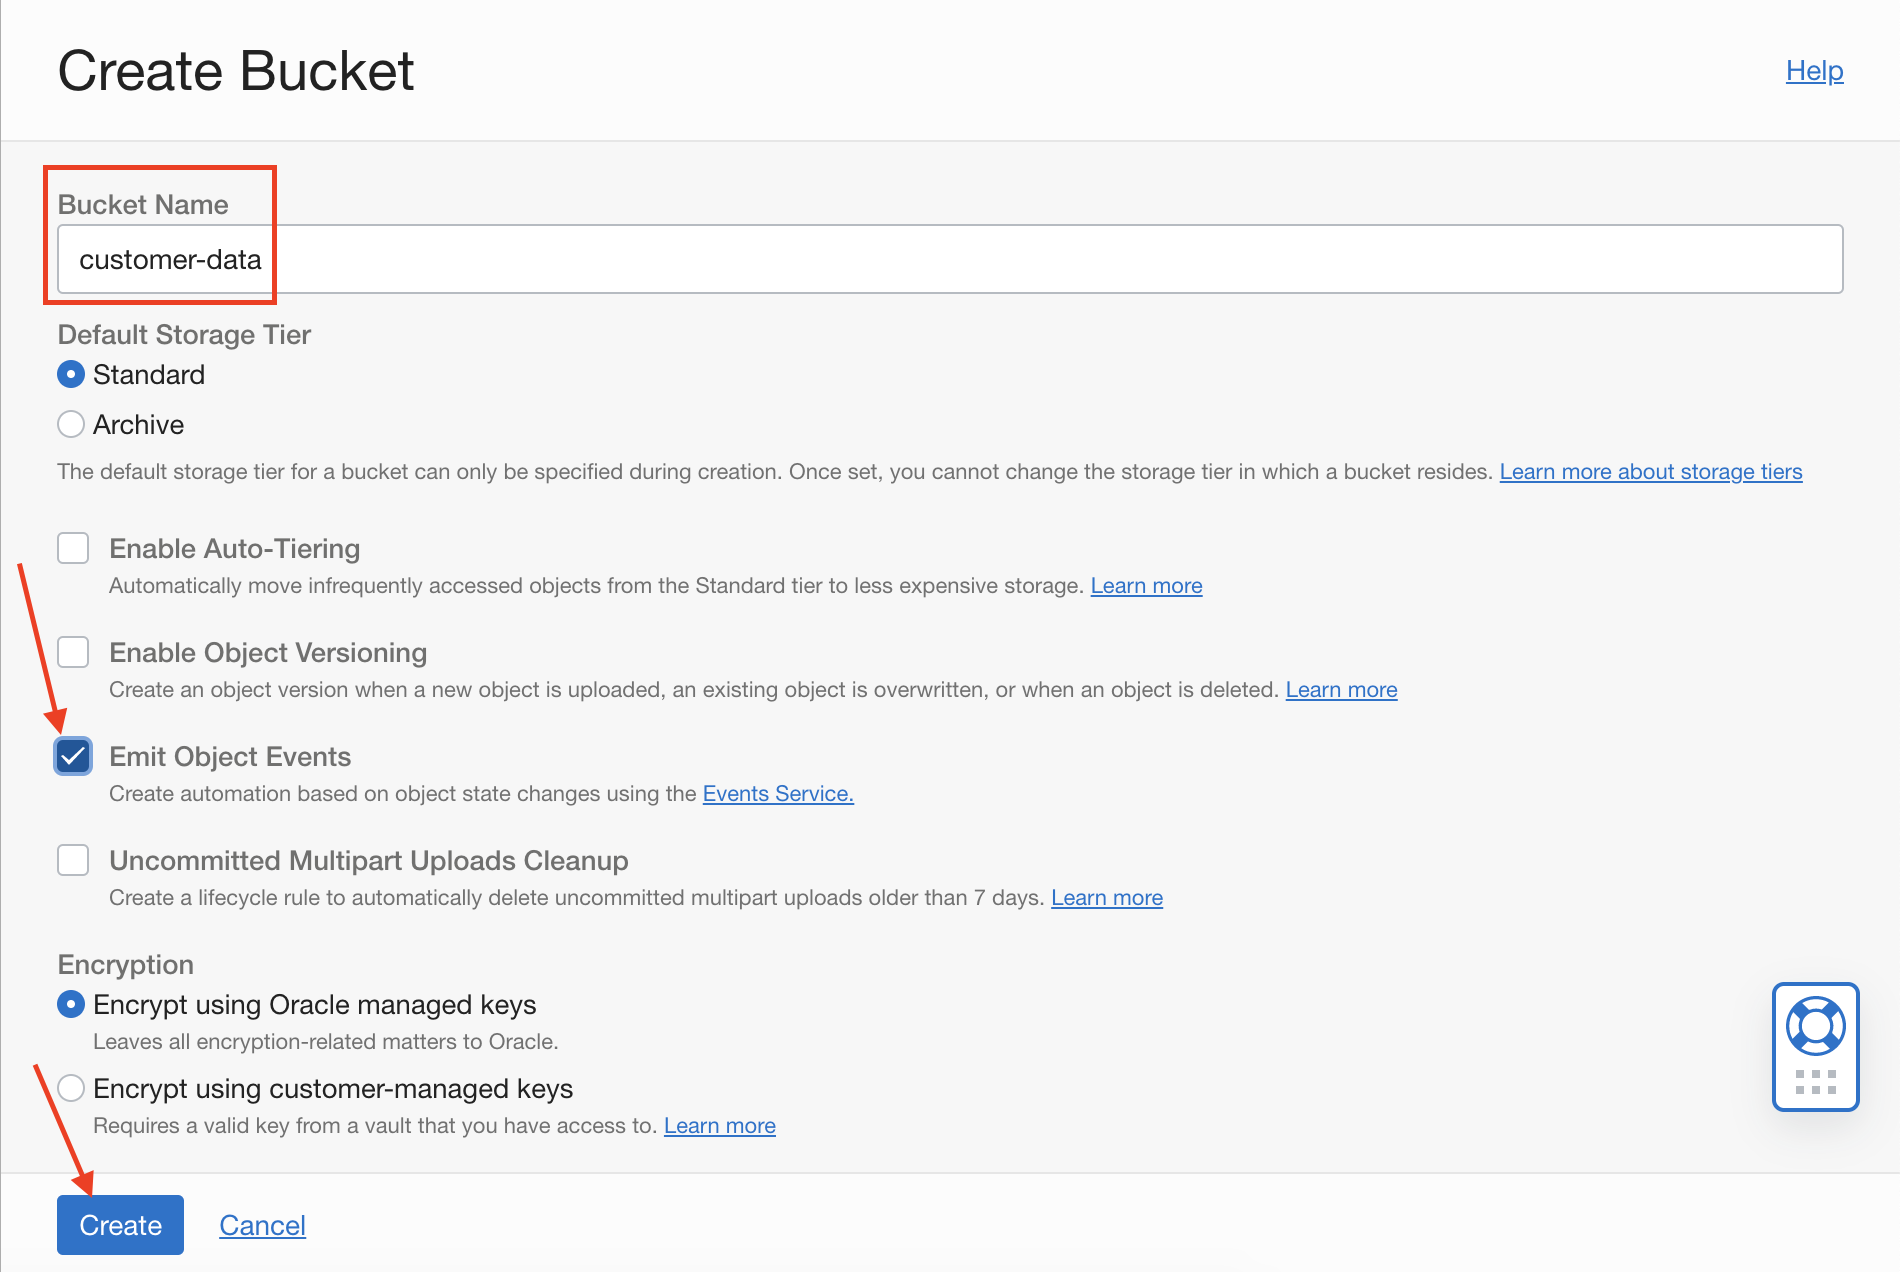 Create Bucket
Help
Bucket Name
customer-data
Default Storage Tier
Standard
Archive
The default storage tier for a bucket can only be specified during creation. Once set, you cannot change the storage tier in which a bucket resides. Learn more about storage tiers
Enable Auto-Tiering
Automatically move infrequently accessed objects from the Standard tier to less expensive storage. Learn more
Enable Object Versioning
Create an object version when a new object is uploaded, an existing object is overwritten, or when an object is deleted. Learn more
Emit Object Events
Create automation based on object state changes using the Events Service.
Uncommitted Multipart Uploads Cleanup
Create a lifecycle rule to automatically delete uncommitted multipart uploads older than 7 days. Learn more
Encryption
Encrypt using Oracle managed keys
Leaves all encryption-related matters to Oracle.
Encrypt using customer-managed keys
Requires a valid key from a vault that you have access to. Learn more
Create
Cancel